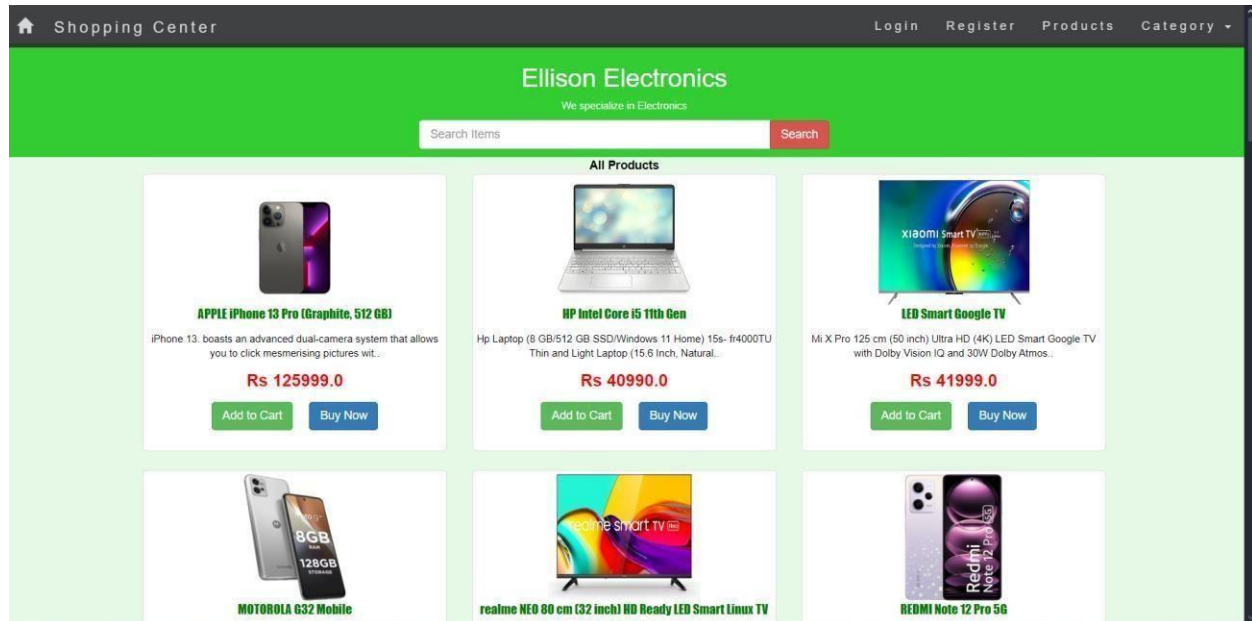 Shopping Center
Login Register Products Category
Ellison Electronics
We specialize in Electronics
Search Items Search
All Products
XIAOMI Smart TV
APPLE iPhone 13 Pro (Graphite, 512 GB)
HP Intel Core i5 11th Gen
LED Smart Google TV
iPhone 13. boasts an advanced dual-camera system that allows
you to click mesmerising pictures wit..
Hp Laptop (8 GB/512 GB SSD/Windows 11 Home) 15s- fr4000TU
Thin and Light Laptop (15.6 Inch, Natural..
Mi X Pro 125 cm (50 inch) Ultra HD (4K) LED Smart Google TV
with Dolby Vision IQ and 30W Dolby Atmos..
Rs 125999.0
Rs 40990.0
Rs 41999.0
Add to Cart Buy Now
Add to Cart Buy Now
Add to Cart Buy Now
8GB
RAM
128GB
STORAGE
realme smart TV
Redmi
Note 12 Pro 5G
MOTOROLA G32 Mobile
realme NEO 80 cm (32 inch) HD Ready LED Smart Linux TV
REDMI Note 12 Pro 5G